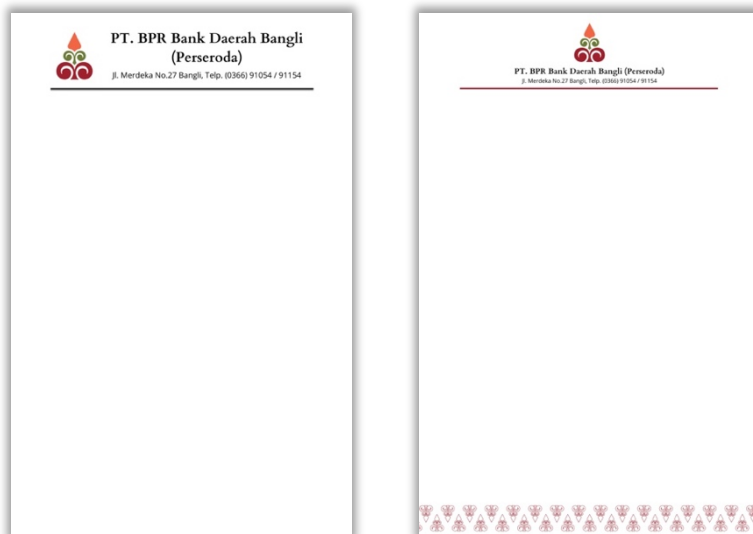 PT. BPR Bank Daerah Bangli
(Perseroda)
Jl. Merdeka No.27 Bangli, Telp. (0366) 91054 / 91154
PT. BPR Bank Daerah Bangli (Perseroda)
Jl. Merdeka No.27 Bangli, Telp. (0366) 91054 / 91154